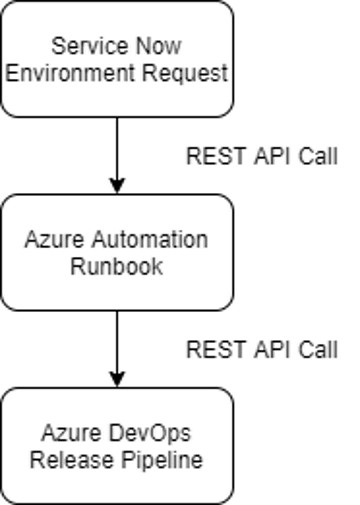 Service Now
Environment Request
REST API Call
Azure Automation
Runbook
REST API Call
Azure DevOps
Release Pipeline